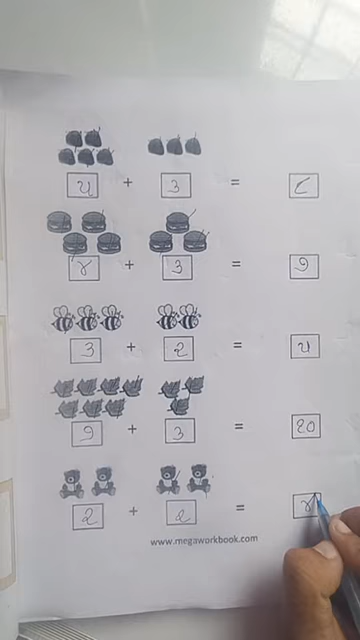 ૫ + ૩ = ૮
૪ + ૩ = ૭
૩ + ૨ = ૫
૭ + ૩ = ૧૦
૨ + ૨ = ૪
www.megaworkbook.com